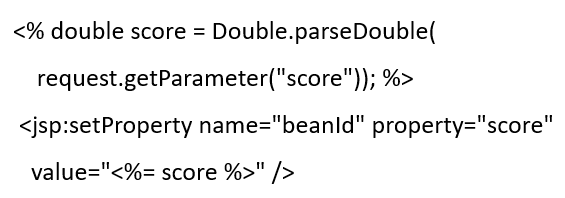 <% double score = Double.parseDouble(
request.getParameter("score")); %>
<jsp:setProperty name="beanId" property="score"
value="<%= score %>" />